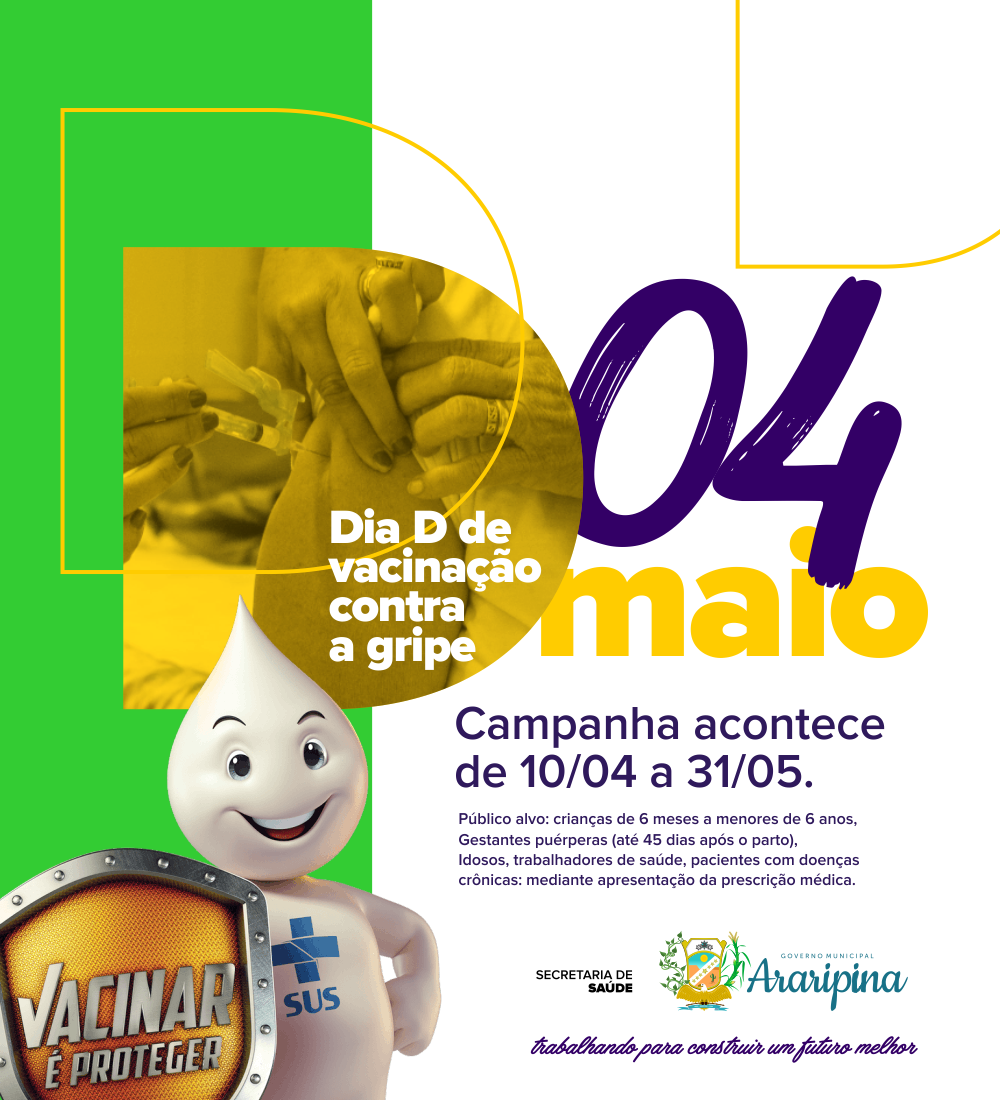 04
maio
Dia D de
vacinação
contra
a gripe
Campanha acontece
de 10/04 a 31/05.
Público alvo: crianças de 6 meses a menores de 6 anos,
Gestantes puérperas (até 45 dias após o parto),
Idosos, trabalhadores de saúde, pacientes com doenças
crônicas: mediante apresentação da prescrição médica.
VACINAR
É PROTEGER
SUS
SECRETARIA DE
SAÚDE
GOVERNO MUNICIPAL
Araripina
trabalhando para construir um futuro melhor